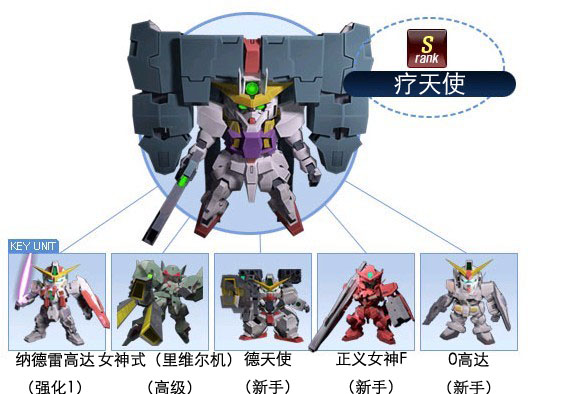 S
rank
疗天使
KEY UNIT
纳德雷高达 女神式（里维尔机） 德天使 正义女神F 0高达
（强化1） （高级） （新手） （新手） （新手）